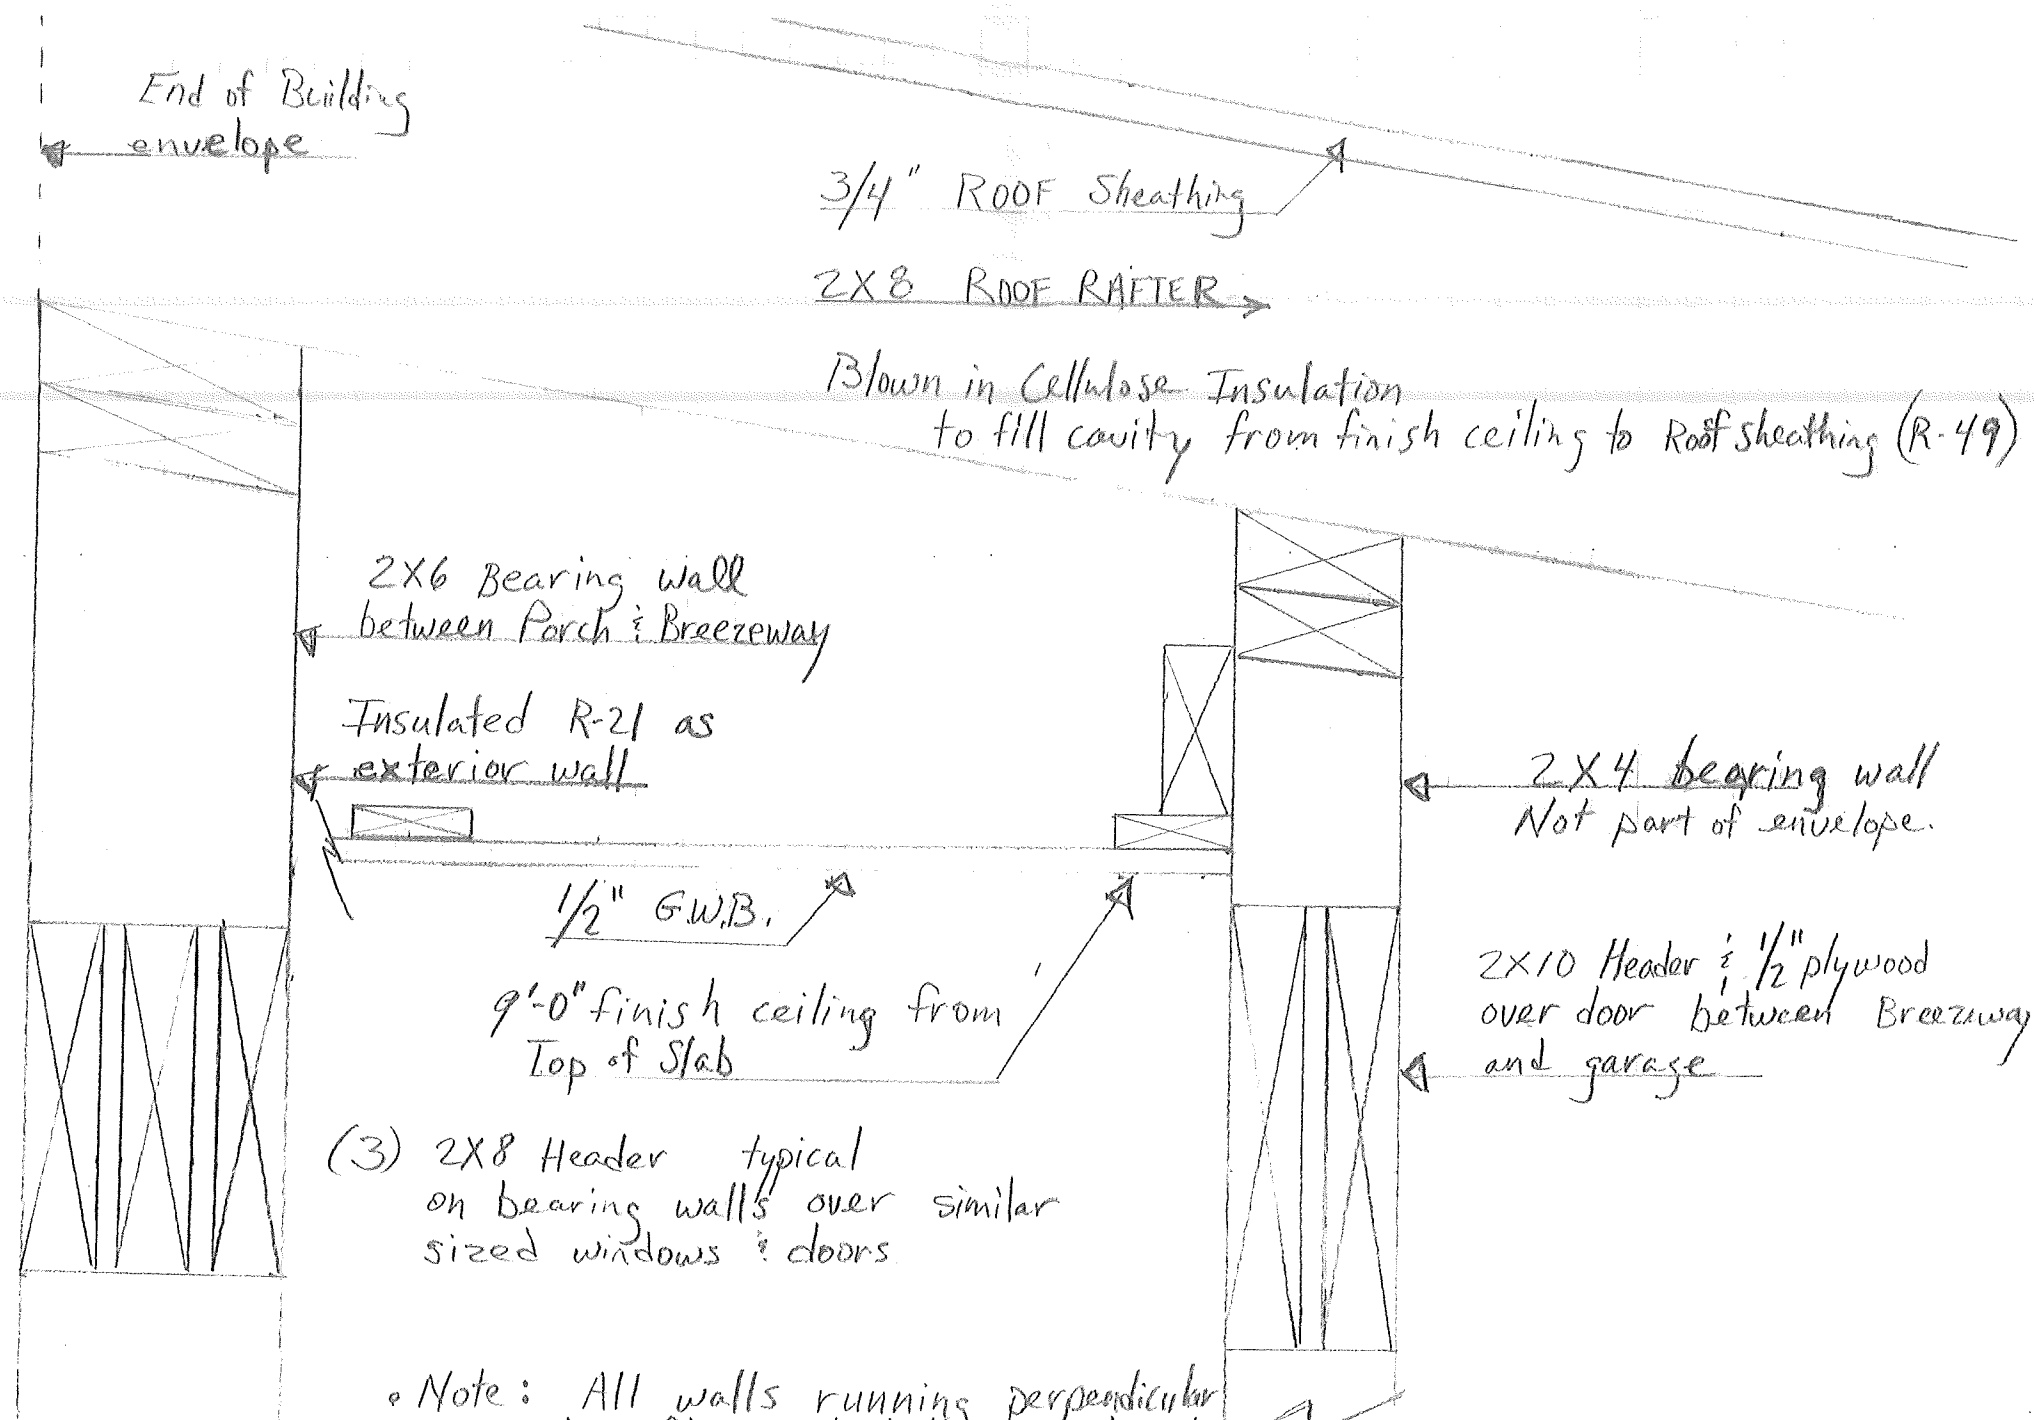 End of Building
envelope
3/4" ROOF Sheathing
2X8 ROOF RAFTER
Blown in Cellulose Insulation
to fill cavity from finish ceiling to Roof sheathing (R-49)
2X6 Bearing wall
between Porch & Breezeway
Insulated R-21 as
exterior wall
2X4 bearing wall
Not part of envelope.
1/2" G.W.B.
9'-0" finish ceiling from
Top of Slab
2X10 Header & 1/2" plywood
over door between Breezeway
and garage
(3) 2X8 Header typical
on bearing walls over similar
sized windows & doors
• Note: All walls running perpendicular